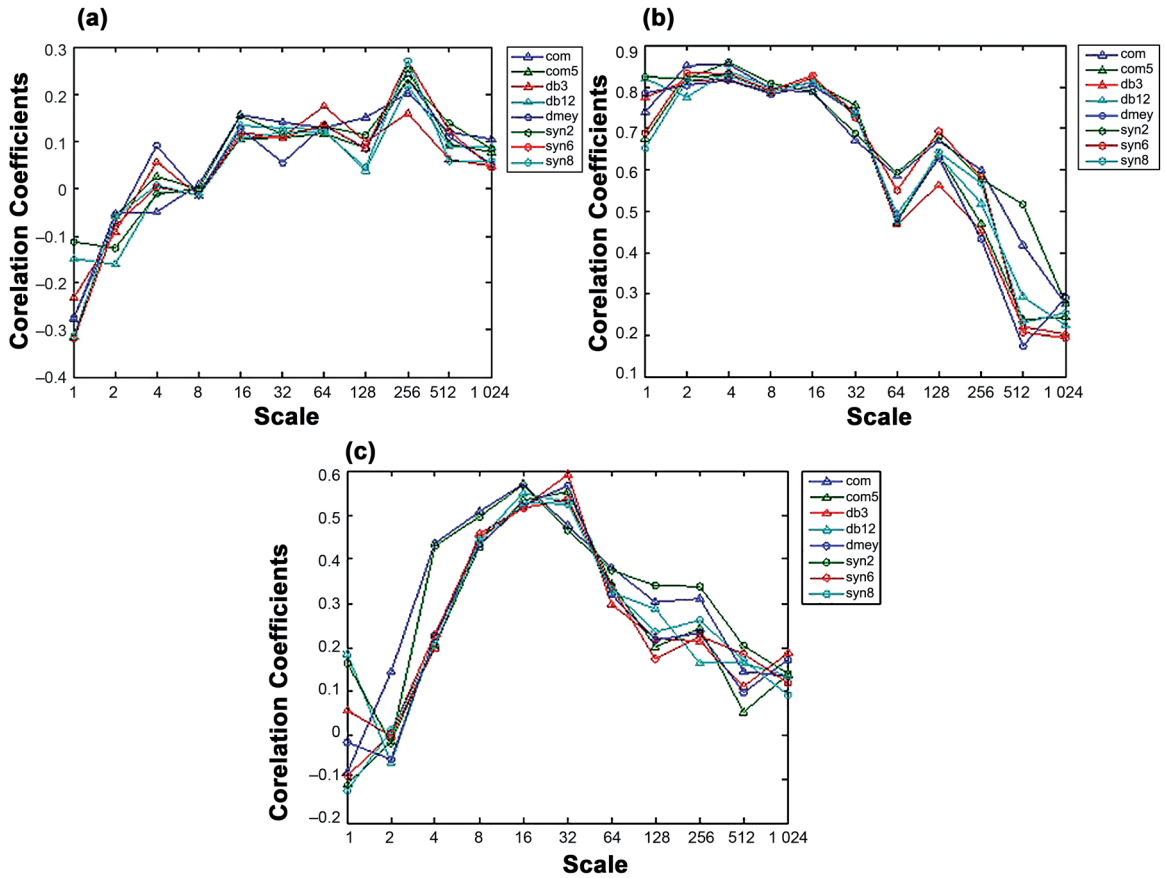 (a)
Corelation Coefficients
0.3
0.2
0.1
0
–0.1
–0.2
–0.3
–0.4
1 2 4 8 16 32 64 128 256 512 1 024
Scale
com
com5
db3
db12
dmey
syn2
syn6
syn8
(b)
Corelation Coefficients
0.9
0.8
0.7
0.6
0.5
0.4
0.3
0.2
0.1
1 2 4 8 16 32 64 128 256 512 1 024
Scale
com
com5
db3
db12
dmey
syn2
syn6
syn8
(c)
Corelation Coefficients
0.6
0.5
0.4
0.3
0.2
0.1
0
–0.1
–0.2
1 2 4 8 16 32 64 128 256 512 1 024
Scale
com
com5
db3
db12
dmey
syn2
syn6
syn8